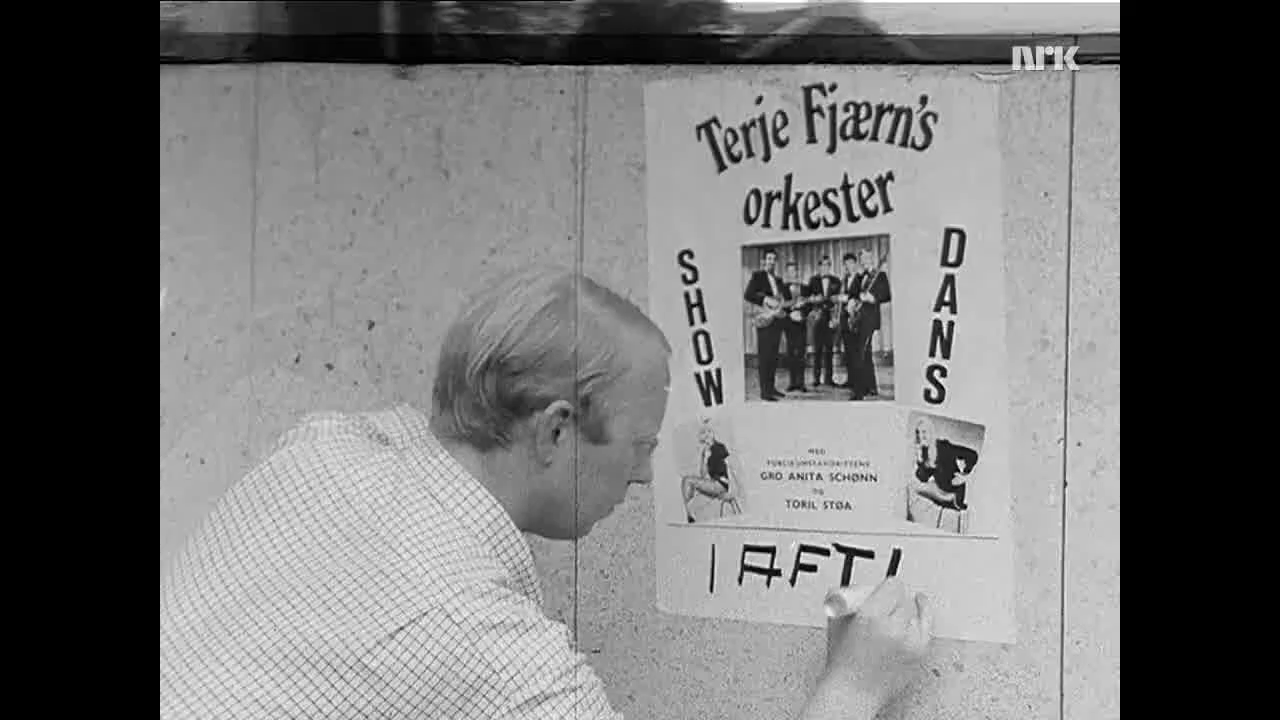 nrk
Terje Fjærn's
orkester
SHOW
DANS
MED
GRO ANITA SCHØNN
OG
TORIL STØA
I AFT